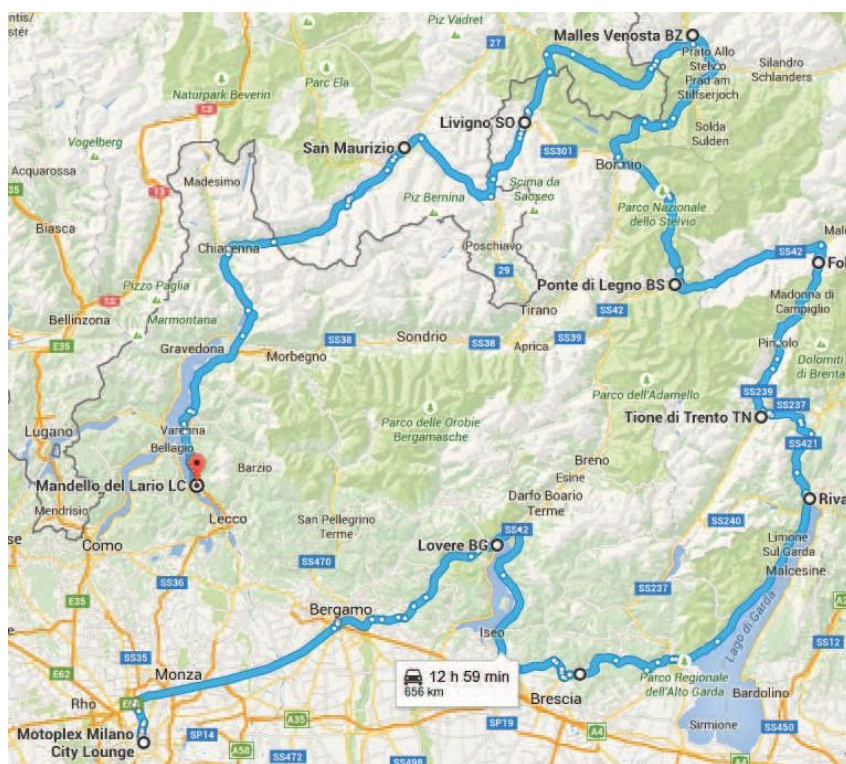 entis/
stér
Piz Vadret
27
Malles Venosta BZ
Prato Allo
Stelvio
Prad am
Stilfserjoch
Silandro
Schlanders
Parc Ela
Naturpark Beverin
Vogelberg
Livigno SO
San Maurizio
Solda
Sulden
SS301
Bormio
Acquarossa
35
13
Madesimo
Piz Bernina
Scima da
Saoseo
Parco Nazionale
dello Stelvio
Biasca
Chiavenna
Poschiavo
29
SS42
Male
Fol
Pizzo Paglia
Ponte di Legno BS
Madonna di
Campiglio
Tirano
SS42
Bellinzona
Marmontana
Sondrio
SS39
E35
Gravedona
SS38
SS38
Aprica
Pinzolo
Morbegno
Dolomiti
di Brenta
Parco dell'Adamello
SS239
SS237
Parco delle Orobie
Bergamasche
Tione di Trento TN
Lugano
Varenna
Bellagio
SS421
Breno
Barzio
Esine
Mandello del Lario LC
Darfo Boario
Terme
Riva
Mendrisio
San Pellegrino
Terme
SS42
SS240
Lecco
Como
Lovere BG
Limone
Sul Garda
SS470
Malcesine
SS36
SS237
E35
Bergamo
Lago di Garda
Iseo
SS12
E62
SS35
12 h 59 min
656 km
Monza
Parco Regionale
dell'Alto Garda
Rho
Brescia
Bardolino
A35
Sirmione
Motoplex Milano
City Lounge
SP14
SP19
A4
SS450
A58
SS472
SS498
A4